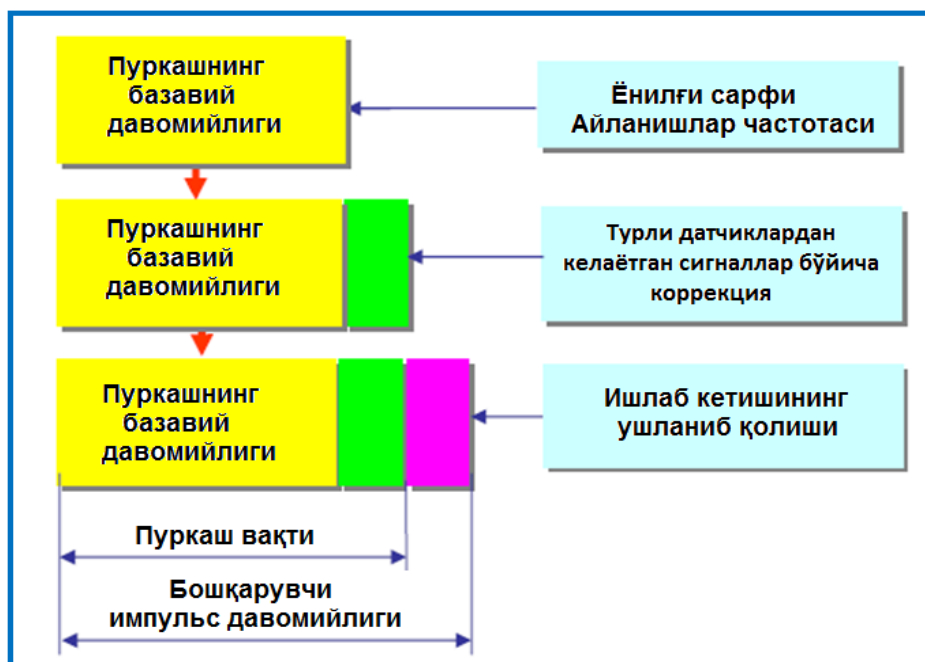 Пуркашнинг
базавий
давомийлиги
Ёнилғи сарфи
Айланишлар частотаси
Пуркашнинг
базавий
давомийлиги
Турли датчиклардан
келаётган сигналлар бўйича
коррекция
Пуркашнинг
базавий
давомийлиги
Ишлаб кетишининг
ушланиб қолиши
Пуркаш вақти
Бошқарувчи
импульс давомийлиги